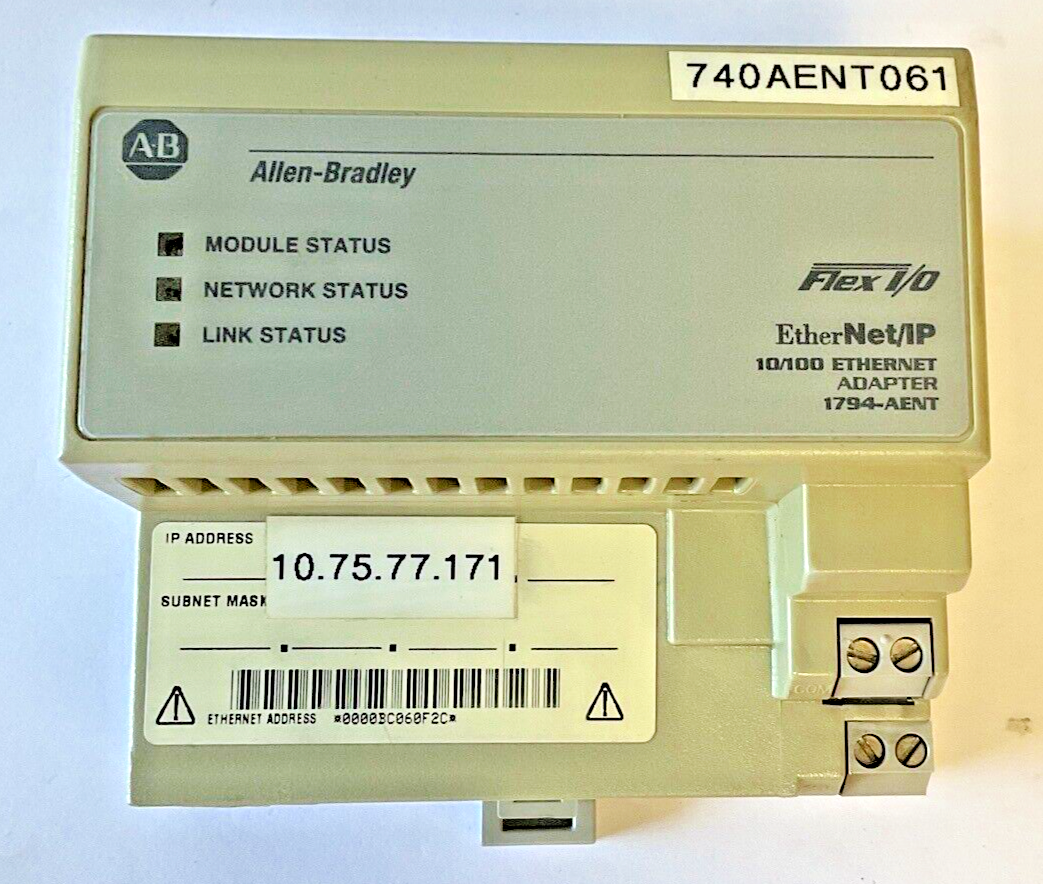 740AENT061
AB
Allen-Bradley
MODULE STATUS
NETWORK STATUS
LINK STATUS
Flex I/O
EtherNet/IP
10/100 ETHERNET
ADAPTER
1794-AENT
IP ADDRESS
10.75.77.171
SUBNET MASK
ETHERNET ADDRESS *0000BC060F2C*
COM